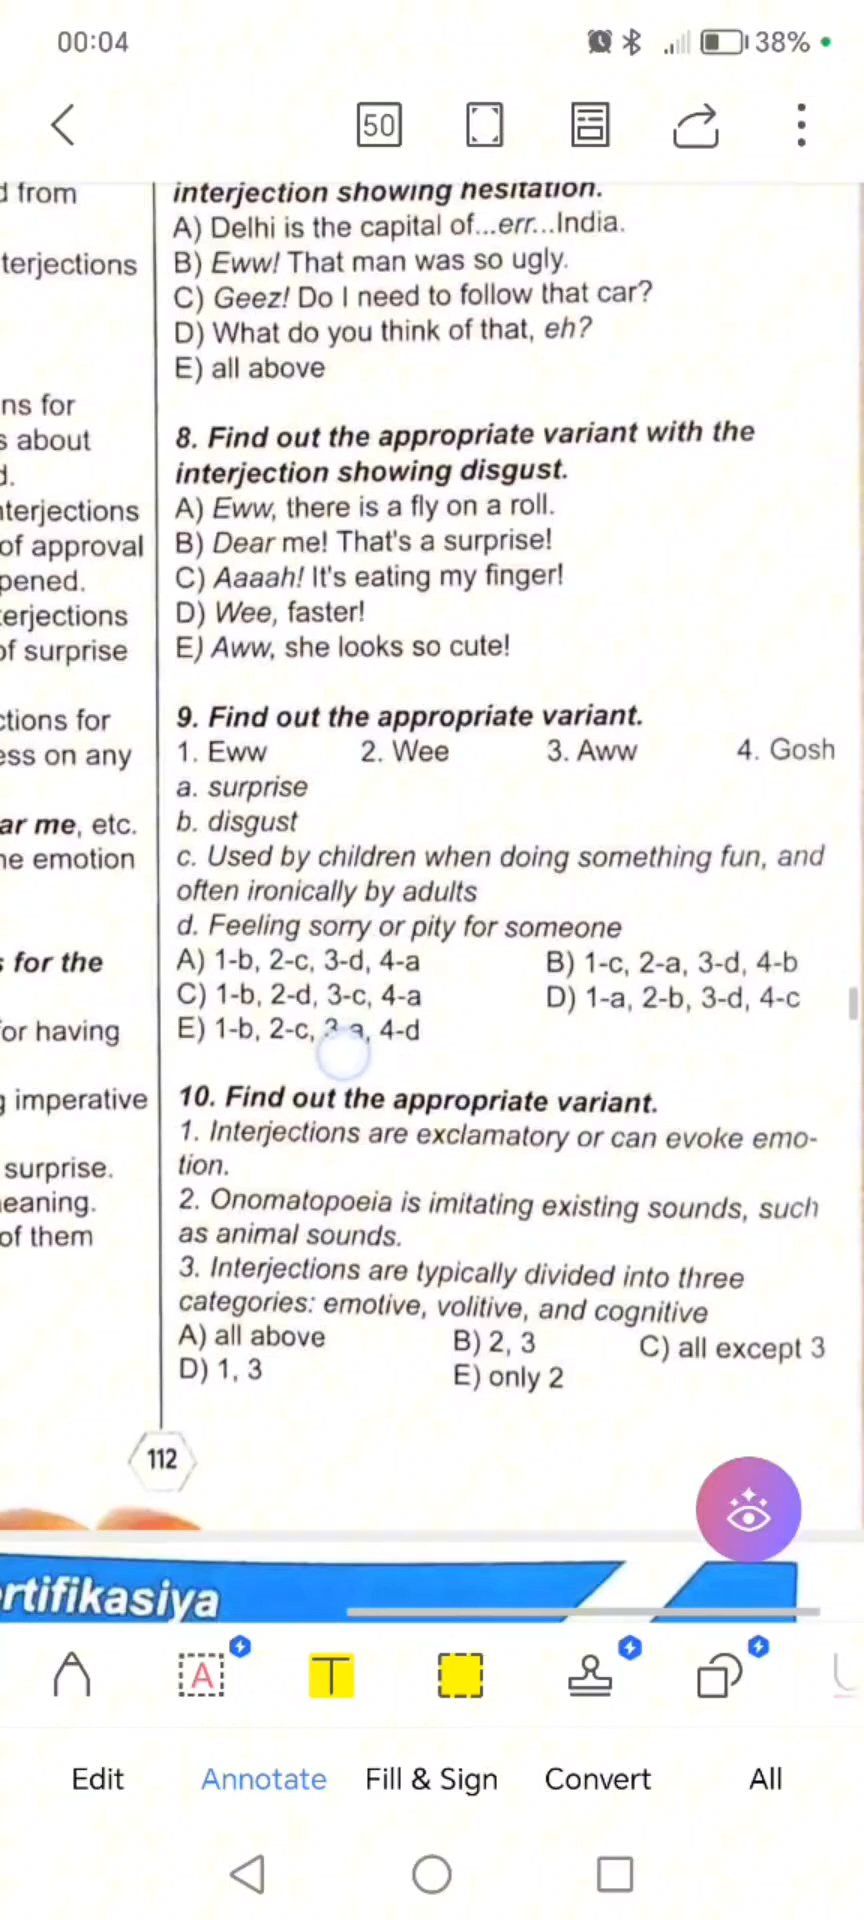 00:04
38%
50
from
interjection showing hesitation.
A) Delhi is the capital of...err...India.
terjections
B) Eww! That man was so ugly.
C) Geez! Do I need to follow that car?
D) What do you think of that, eh?
E) all above
ns for
s about
8. Find out the appropriate variant with the
d.
interjection showing disgust.
nterjections
A) Eww, there is a fly on a roll.
of approval
B) Dear me! That's a surprise!
pened.
C) Aaaah! It's eating my finger!
terjections
D) Wee, faster!
of surprise
E) Aww, she looks so cute!
ctions for
9. Find out the appropriate variant.
ess on any
1. Eww 2. Wee 3. Aww 4. Gosh
a. surprise
ar me, etc.
b. disgust
ne emotion
c. Used by children when doing something fun, and
often ironically by adults
d. Feeling sorry or pity for someone
s for the
A) 1-b, 2-c, 3-d, 4-a B) 1-c, 2-a, 3-d, 4-b
C) 1-b, 2-d, 3-c, 4-a D) 1-a, 2-b, 3-d, 4-c
or having
E) 1-b, 2-c, 3-a, 4-d
g imperative
10. Find out the appropriate variant.
1. Interjections are exclamatory or can evoke emo-
surprise.
tion.
eaning.
2. Onomatopoeia is imitating existing sounds, such
of them
as animal sounds.
3. Interjections are typically divided into three
categories: emotive, volitive, and cognitive
A) all above B) 2, 3 C) all except 3
D) 1, 3 E) only 2
112
ertifikasiya
A
T
Edit Annotate Fill & Sign Convert All